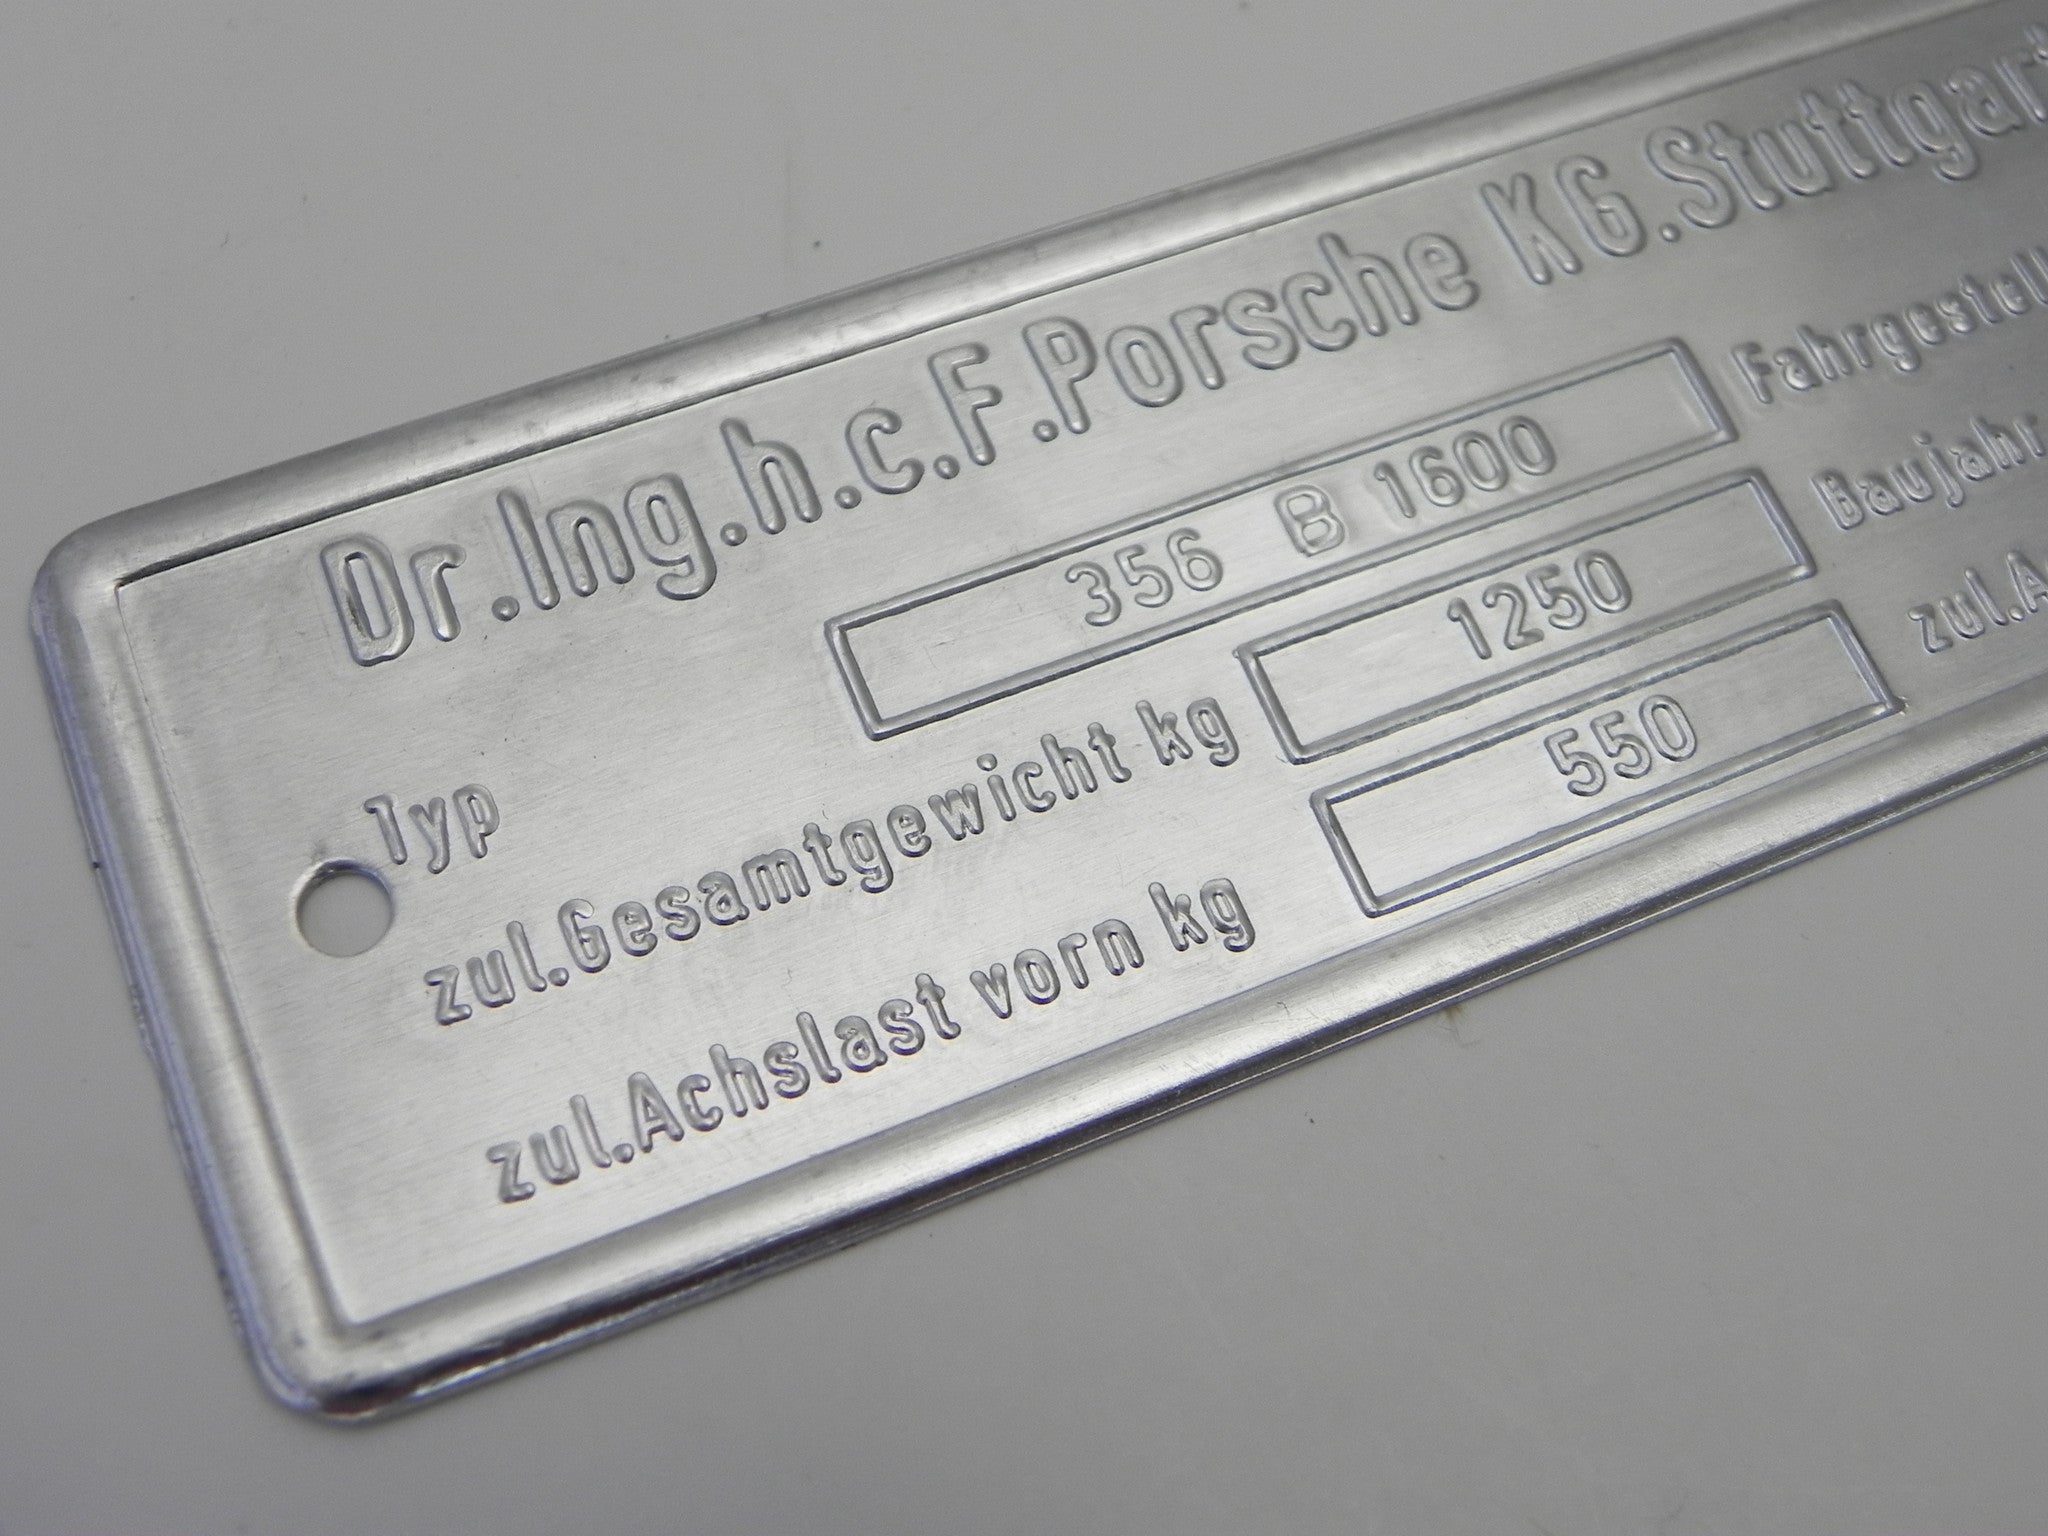 Dr.Ing.h.c.F.Porsche KG.Stuttgart
Typ 356 B 1600 Fahrgestell
zul.Gesamtgewicht kg 1250 Baujahr
zul.Achslast vorn kg 550 zul.A